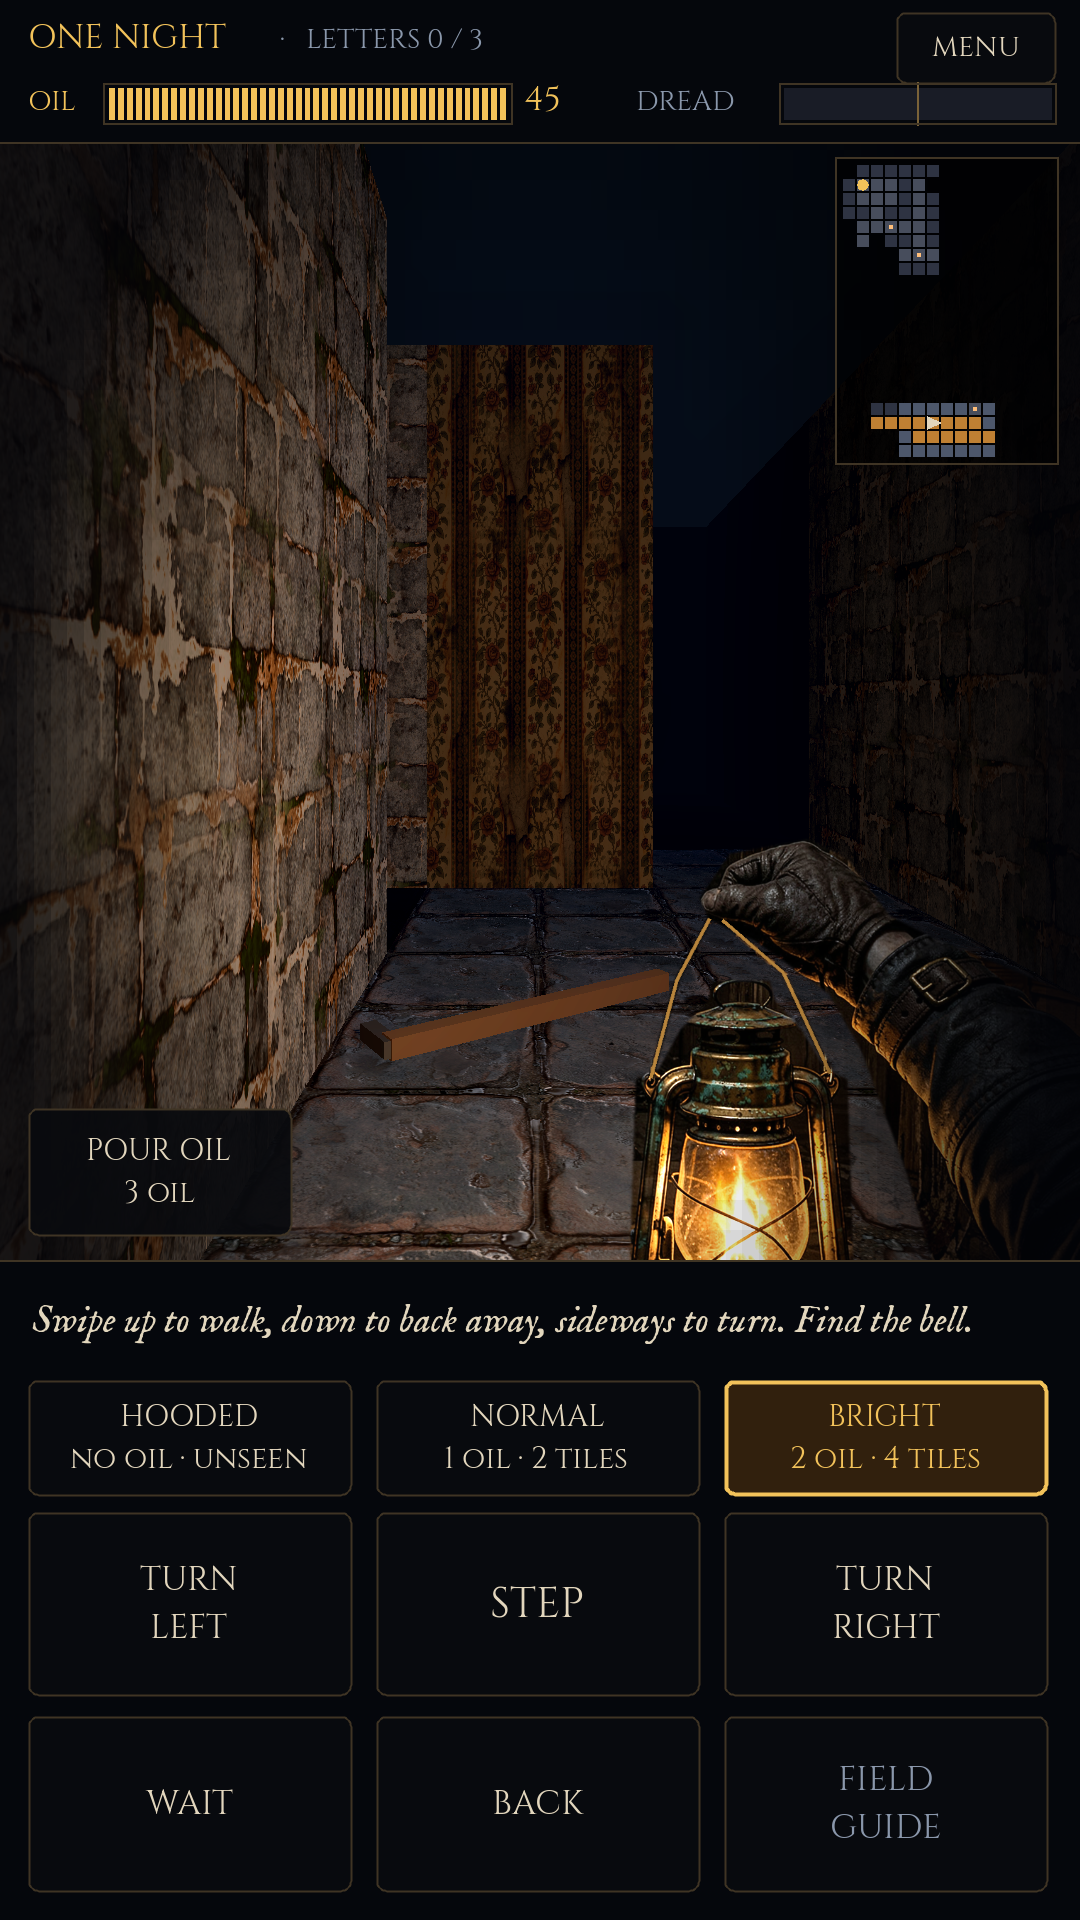 ONE NIGHT · LETTERS 0 / 3
MENU
OIL 45 DREAD
POUR OIL
3 OIL
Swipe up to walk, down to back away, sideways to turn. Find the bell.
HOODED
NO OIL · UNSEEN
NORMAL
1 OIL · 2 TILES
BRIGHT
2 OIL · 4 TILES
TURN
LEFT
STEP
TURN
RIGHT
WAIT
BACK
FIELD
GUIDE